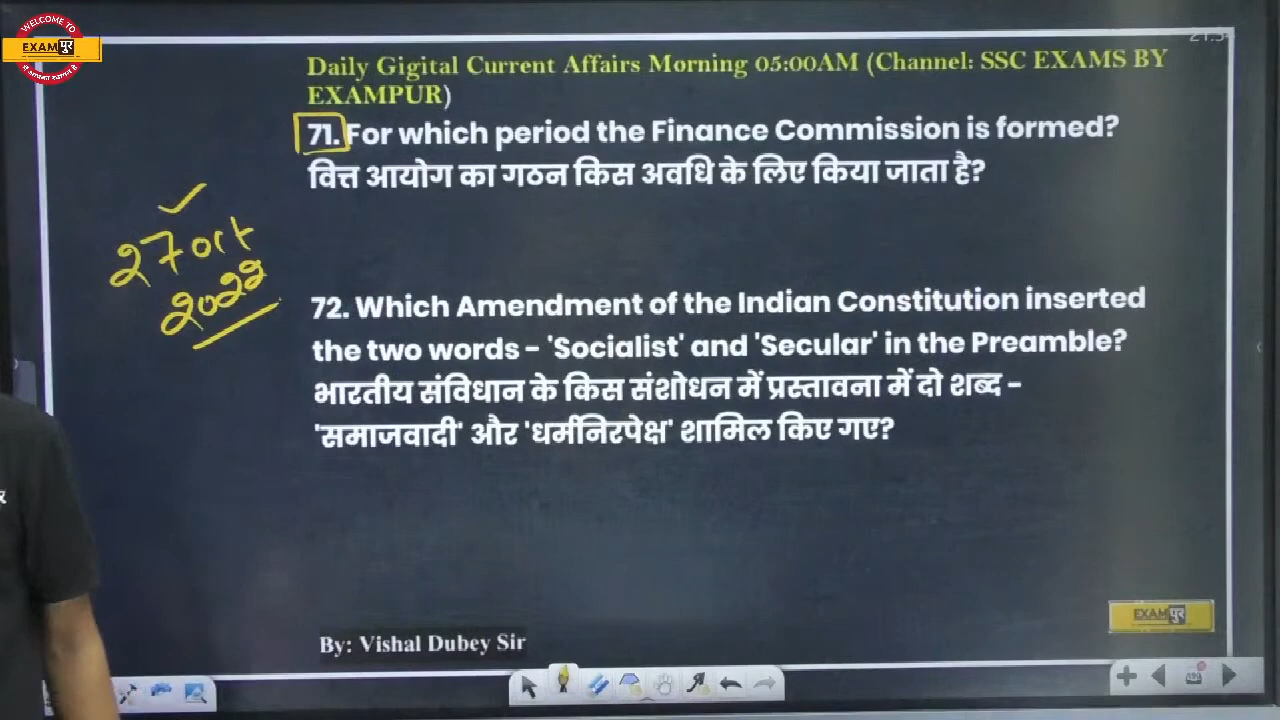 WELCOME TO
EXAMपुर
21:5
Daily Gigital Current Affairs Morning 05:00AM (Channel: SSC EXAMS BY
EXAMPUR)
71. For which period the Finance Commission is formed?
वित्त आयोग का गठन किस अवधि के लिए किया जाता है?
27 oct
2022
72. Which Amendment of the Indian Constitution inserted
the two words - 'Socialist' and 'Secular' in the Preamble?
भारतीय संविधान के किस संशोधन में प्रस्तावना में दो शब्द -
'समाजवादी' और 'धर्मनिरपेक्ष' शामिल किए गए?
EXAMपुर
By: Vishal Dubey Sir